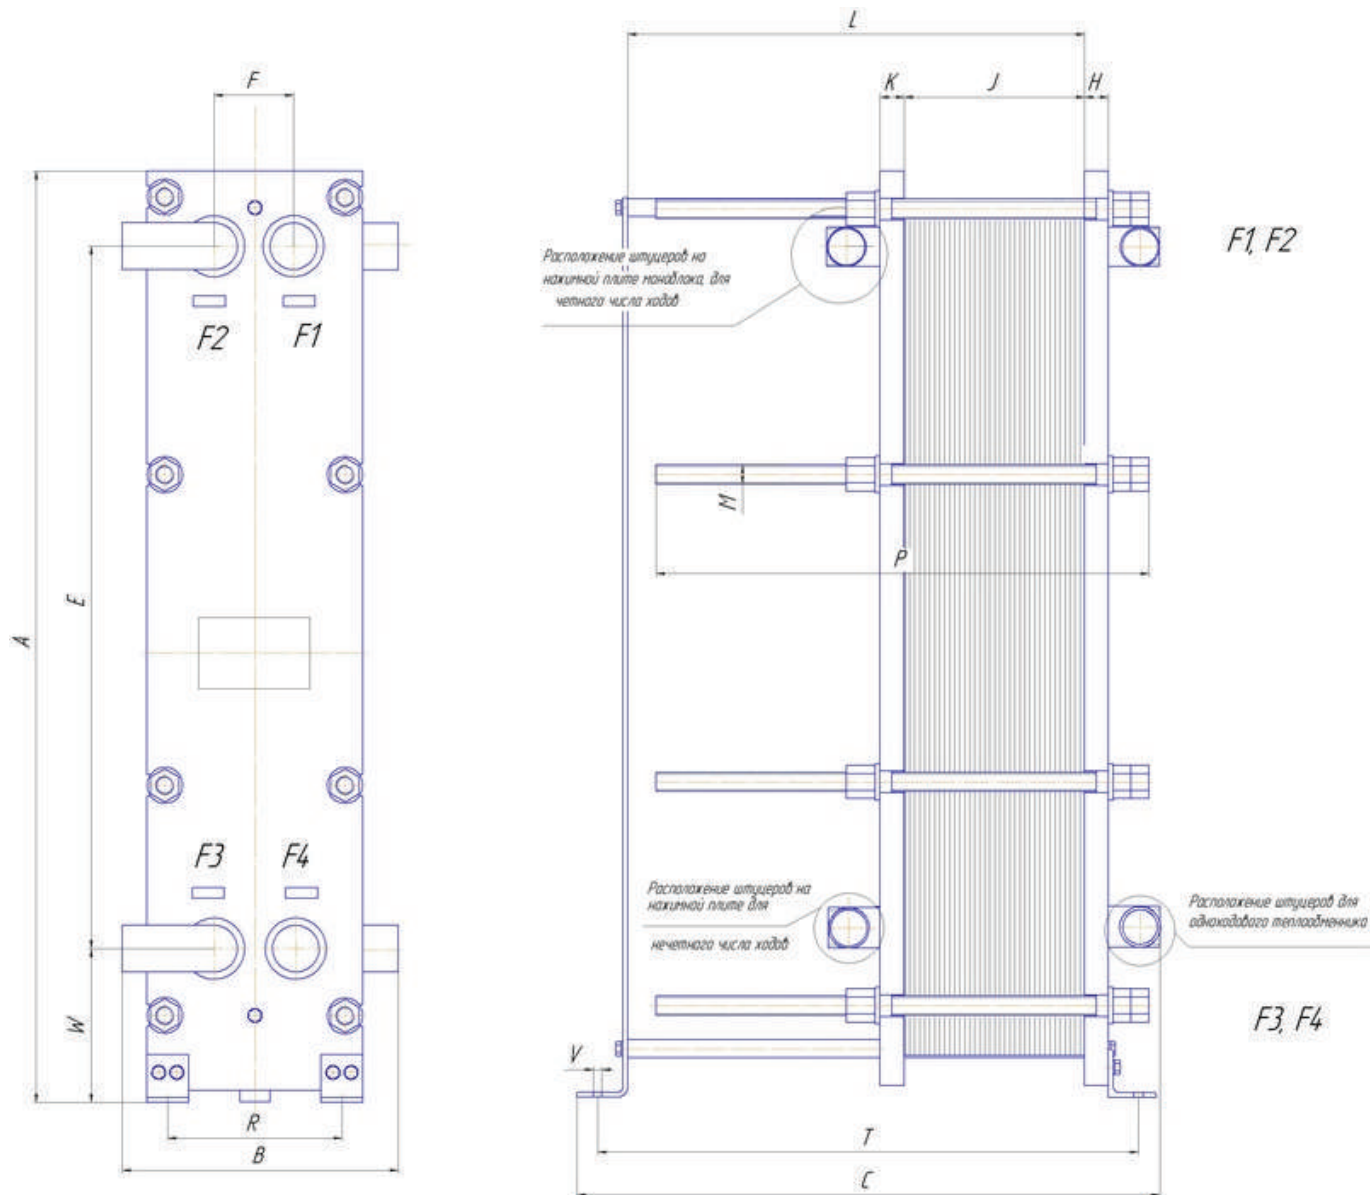 L
K
J
H
F
Расположение штуцеров на
нажимной плите моноблока, для
четного числа ходов
F1, F2
F2
F1
M
P
E
A
F3
F4
Расположение штуцеров на
нажимной плите для
нечетного числа ходов
Расположение штуцеров для
одноходового теплообменника
F3, F4
W
V
R
B
T
C